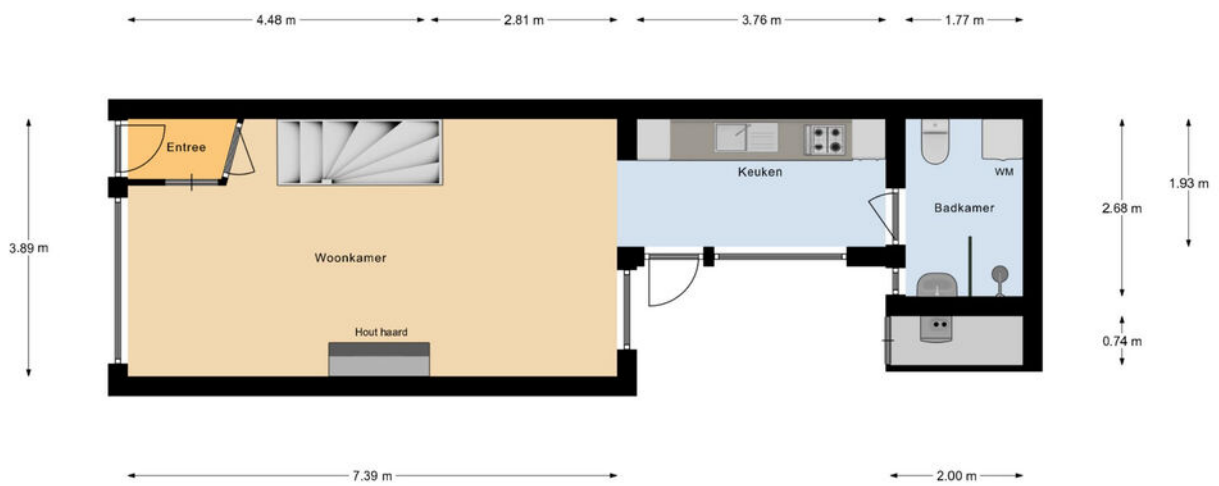 4.48 m
2.81 m
3.76 m
1.77 m
Entree
Keuken
WM
1.93 m
2.68 m
Badkamer
3.89 m
Woonkamer
Hout haard
0.74 m
7.39 m
2.00 m